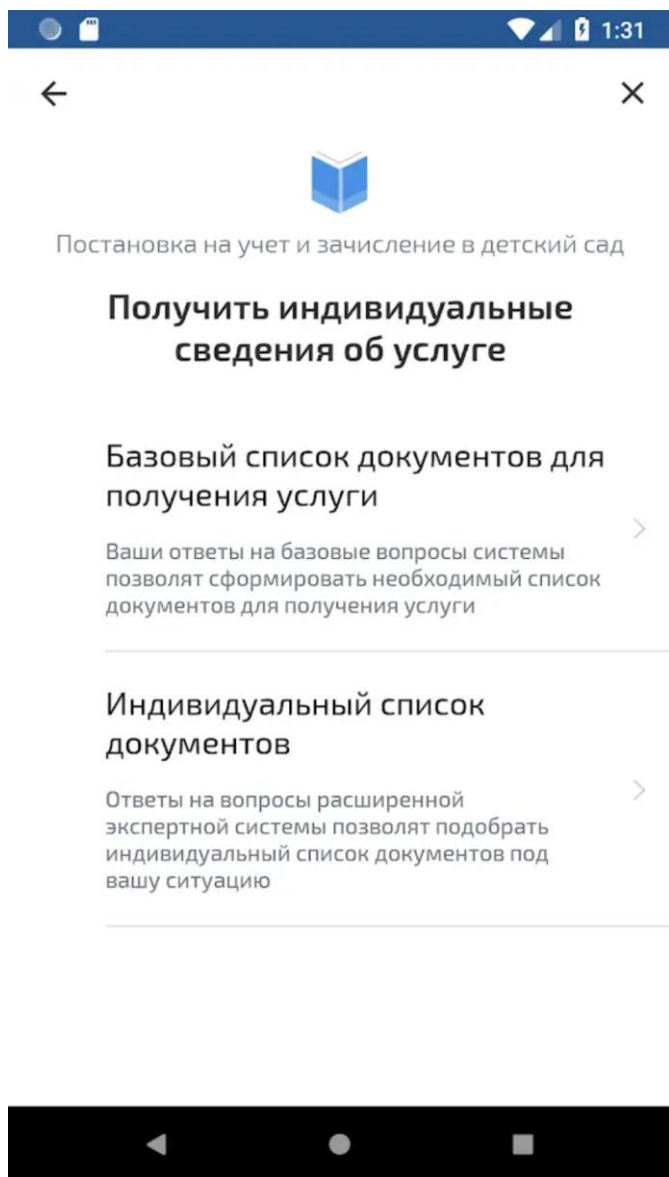 1:31
Постановка на учет и зачисление в детский сад
Получить индивидуальные
сведения об услуге
Базовый список документов для
получения услуги
Ваши ответы на базовые вопросы системы
позволят сформировать необходимый список
документов для получения услуги
Индивидуальный список
документов
Ответы на вопросы расширенной
экспертной системы позволят подобрать
индивидуальный список документов под
вашу ситуацию